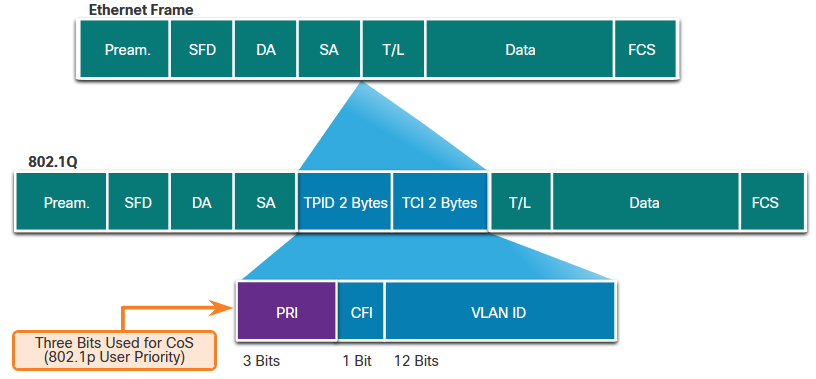 Ethernet Frame
Pream. SFD DA SA T/L Data FCS
802.1Q
Pream. SFD DA SA TPID 2 Bytes TCI 2 Bytes T/L Data FCS
PRI CFI VLAN ID
Three Bits Used for CoS
(802.1p User Priority)
3 Bits 1 Bit 12 Bits